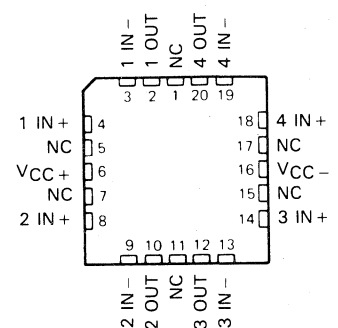 1 IN −
1 OUT
NC
4 OUT
4 IN −
3 2 1 20 19
1 IN + 4
NC 5
VCC + 6
NC 7
2 IN + 8
18 4 IN +
17 NC
16 VCC −
15 NC
14 3 IN +
9 10 11 12 13
2 IN −
2 OUT
NC
3 OUT
3 IN −